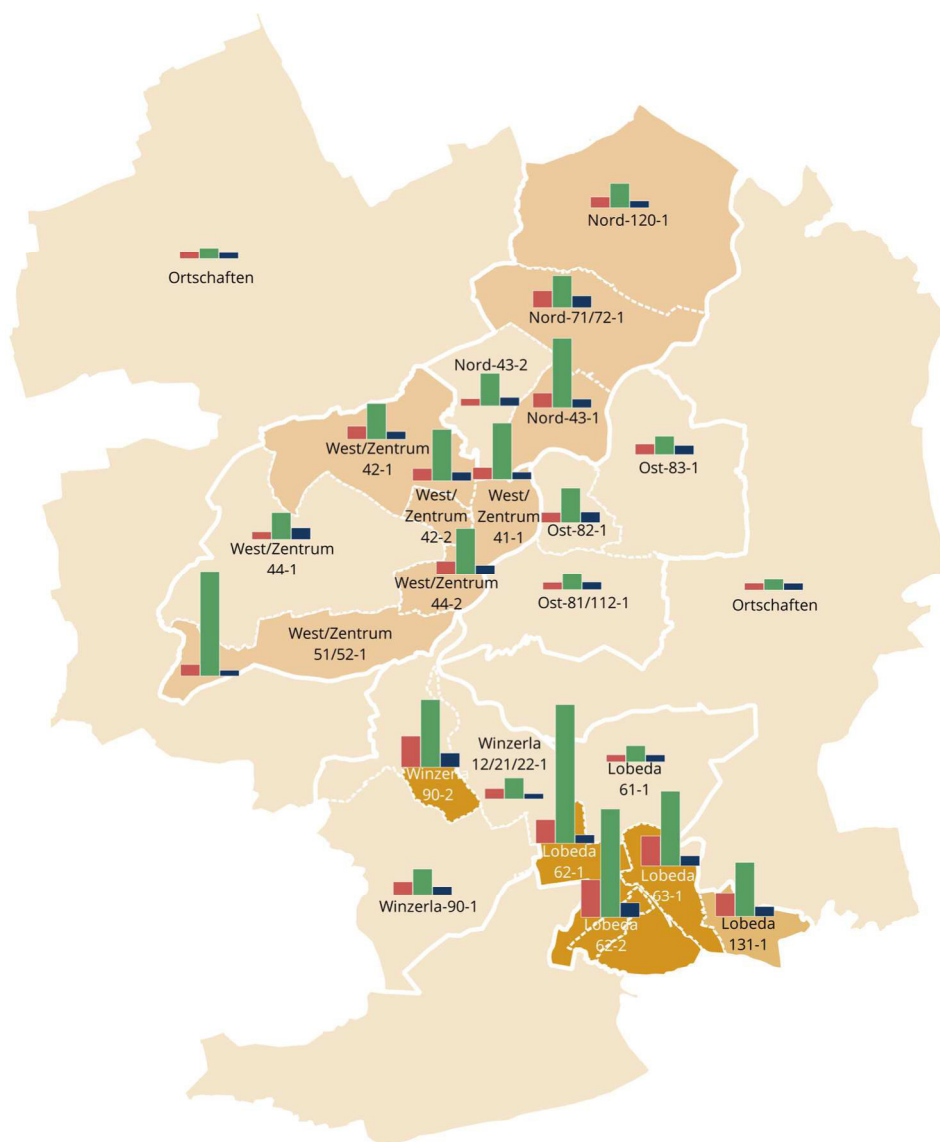 Nord-120-1
Ortschaften
Nord-71/72-1
Nord-43-2
Nord-43-1
West/Zentrum
42-1
Ost-83-1
West/
Zentrum
42-2
West/
Zentrum
41-1
Ost-82-1
West/Zentrum
44-1
West/Zentrum
44-2
Ost-81/112-1
Ortschaften
West/Zentrum
51/52-1
Winzerla
12/21/22-1
Winzerla
90-2
Lobeda
61-1
Lobeda
62-1
Lobeda
63-1
Winzerla-90-1
Lobeda
62-2
Lobeda
131-1